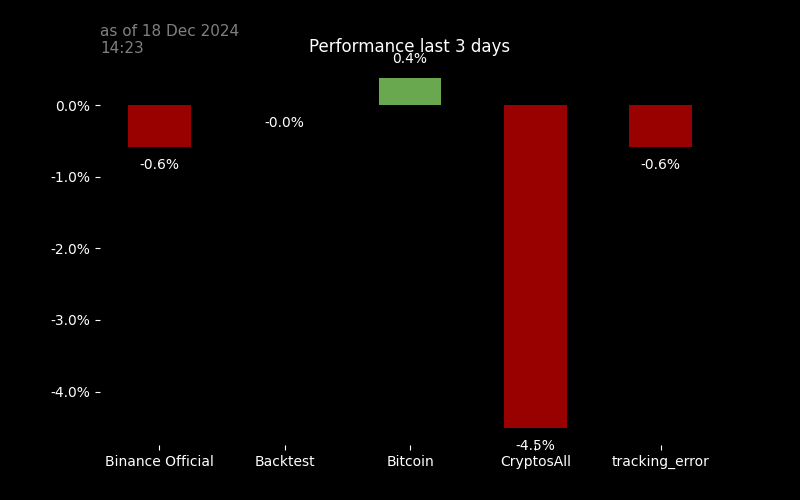 as of 18 Dec 2024
14:23
Performance last 3 days
0.4%
0.0%
-0.0%
-0.6%
-0.6%
-1.0%
-2.0%
-3.0%
-4.0%
-4.5%
Binance Official
Backtest
Bitcoin
CryptosAll
tracking_error